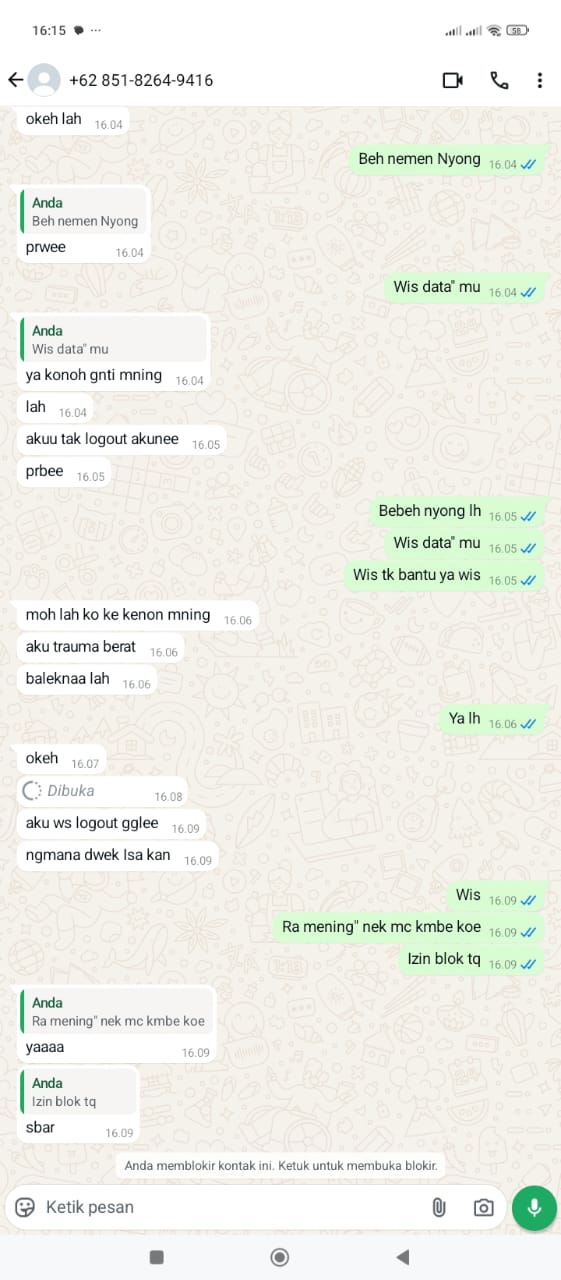 16:15
58
+62 851-8264-9416
okeh lah 16.04
Beh nemen Nyong 16.04
Anda
Beh nemen Nyong
prwee 16.04
Wis data" mu 16.04
Anda
Wis data" mu
ya konoh gnti mning 16.04
lah 16.04
akuu tak logout akunee 16.05
prbee 16.05
Bebeh nyong lh 16.05
Wis data" mu 16.05
Wis tk bantu ya wis 16.05
moh lah ko ke kenon mning 16.06
aku trauma berat 16.06
baleknaa lah 16.06
Ya lh 16.06
okeh 16.07
Dibuka 16.08
aku ws logout gglee 16.09
ngmana dwek lsa kan 16.09
Wis 16.09
Ra mening" nek mc kmbe koe 16.09
Izin blok tq 16.09
Anda
Ra mening" nek mc kmbe koe
yaaaa 16.09
Anda
Izin blok tq
sbar 16.09
Anda memblokir kontak ini. Ketuk untuk membuka blokir.
Ketik pesan